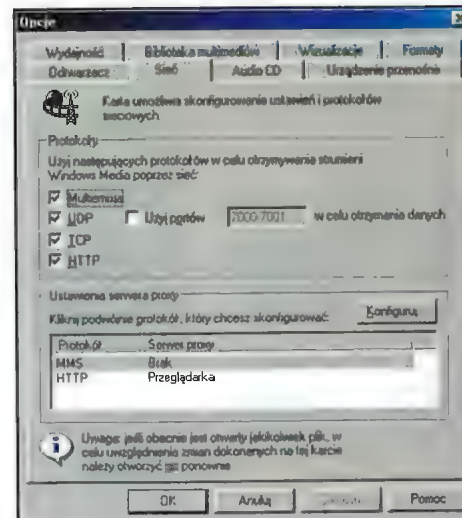 Opcje
Wydajność Biblioteka multimediów Wizualizacje Formaty
Odtwarzacz Sieć Audio CD Urządzenie przenośne
Karta umożliwia skonfigurowanie ustawień i protokołów
sieciowych.
Protokoły
Użyj następujących protokołów w celu otrzymywania strumieni
Windows Media poprzez sieć:
Multiemisja
UDP Użyj portów 7000-7001 w celu otrzymania danych
TCP
HTTP
Ustawienia serwera proxy
Kliknij podwójnie protokół, który chcesz skonfigurować:
Konfiguruj
Protokół Serwer proxy
MMS Brak
HTTP Przeglądarka
Uwaga: jeśli obecnie jest otwarty jakikolwiek plik, w
celu uwzględnienia zmian dokonanych na tej karcie
należy otworzyć go ponownie
OK Anuluj Pomoc